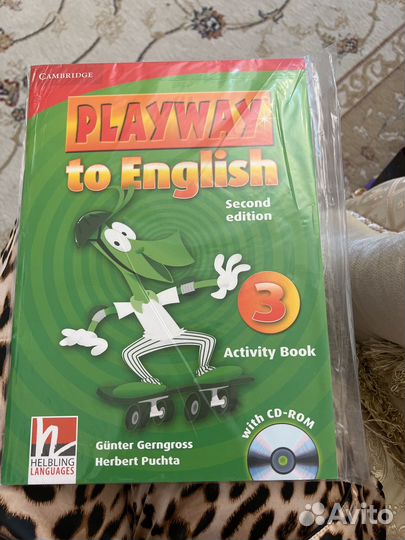 CAMBRIDGE
PLAYWAY
to English
Second
edition
3
Activity Book
with CD-ROM
Günter Gerngross
Herbert Puchta
h
HELBLING
LANGUAGES
Avito